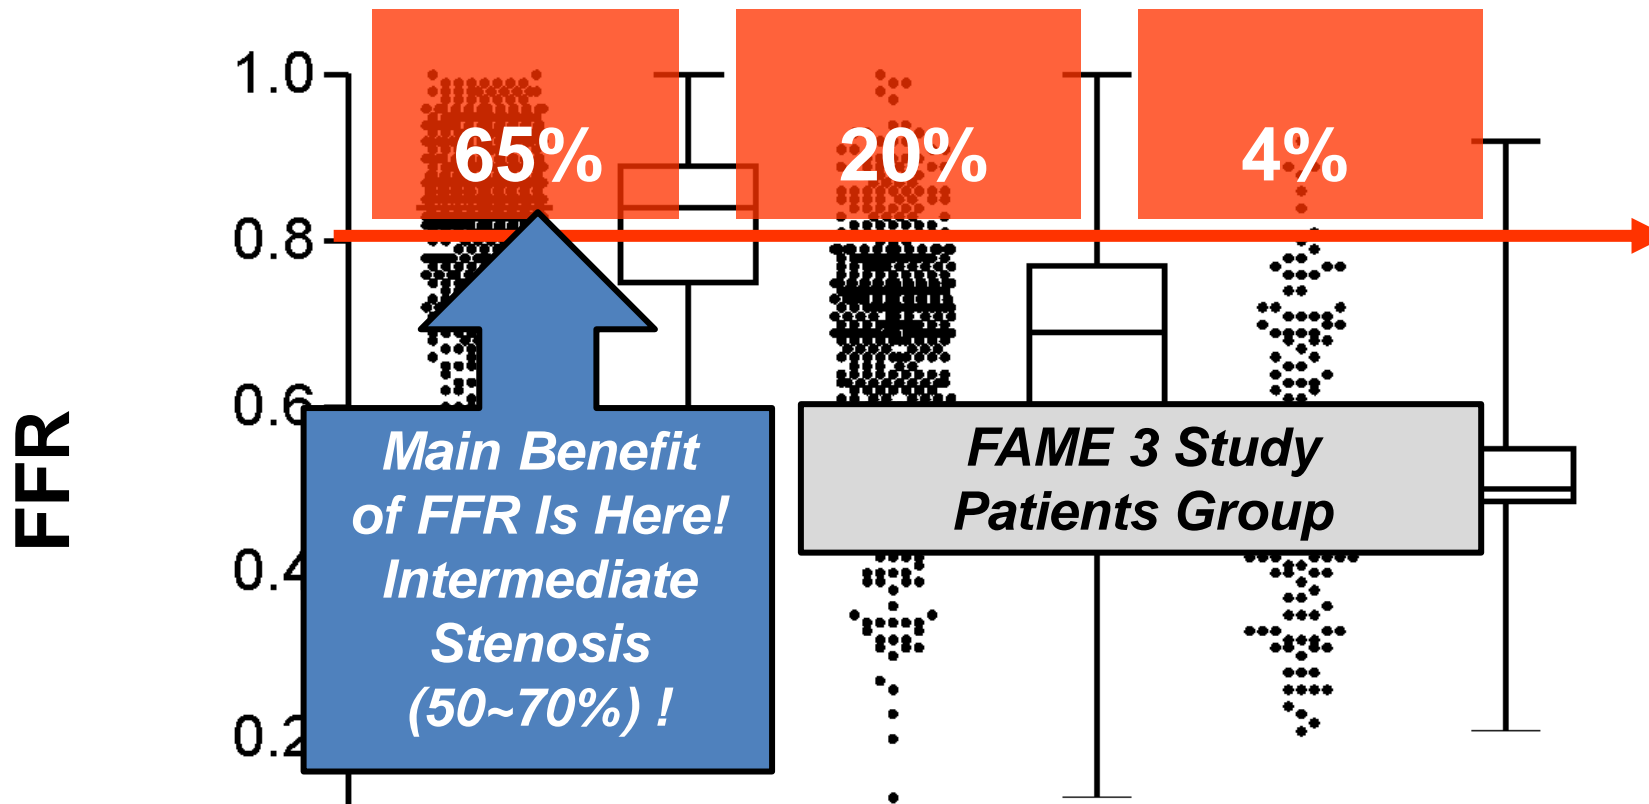 65%
20%
4%
1.0
0.8
0.6
0.4
0.2
FFR
Main Benefit
of FFR Is Here!
Intermediate
Stenosis
(50~70%) !
FAME 3 Study
Patients Group